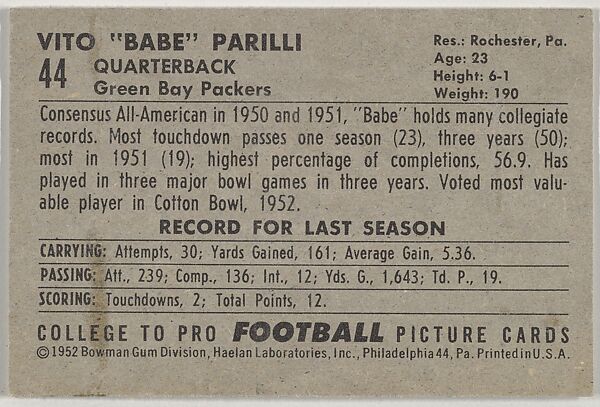 VITO "BABE" PARILLI
44
QUARTERBACK
Green Bay Packers
Res.: Rochester, Pa.
Age: 23
Height: 6-1
Weight: 190
Consensus All-American in 1950 and 1951, "Babe" holds many collegiate
records. Most touchdown passes one season (23), three years (50);
most in 1951 (19); highest percentage of completions, 56.9. Has
played in three major bowl games in three years. Voted most valu-
able player in Cotton Bowl, 1952.
RECORD FOR LAST SEASON
CARRYING: Attempts, 30; Yards Gained, 161; Average Gain, 5.36.
PASSING: Att., 239; Comp., 136; Int., 12; Yds. G., 1,643; Td. P., 19.
SCORING: Touchdowns, 2; Total Points, 12.
COLLEGE TO PRO FOOTBALL PICTURE CARDS
©1952 Bowman Gum Division, Haelan Laboratories, Inc., Philadelphia 44, Pa. Printed in U.S.A.